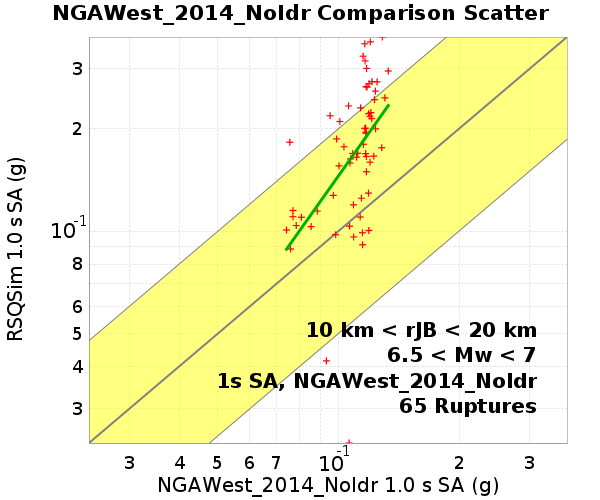 NGAWest_2014_NoIdr Comparison Scatter
RSQSim 1.0 s SA (g)
3
2
10-1
8
6
5
4
3
10 km < rJB < 20 km
6.5 < Mw < 7
1s SA, NGAWest_2014_NoIdr
65 Ruptures
3 4 5 6 7 10-1 2 3
NGAWest_2014_NoIdr 1.0 s SA (g)